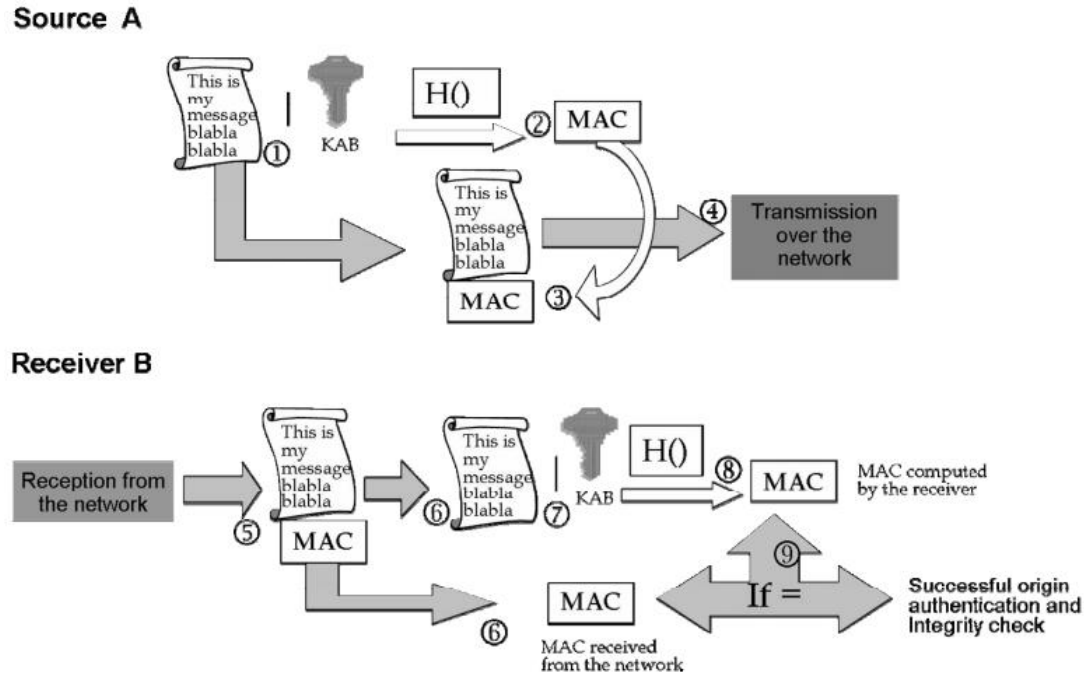 Source A
This is
my
message
blabla
blabla
①
|
KAB
H()
②
MAC
This is
my
message
blabla
blabla
MAC
③
④
Transmission
over the
network
Receiver B
Reception from
the network
⑤
This is
my
message
blabla
blabla
MAC
⑥
This is
my
message
blabla
blabla
|
⑦
KAB
H()
⑧
MAC
MAC computed
by the receiver
⑥
MAC
MAC received
from the network
⑨
If =
Successful origin
authentication and
Integrity check